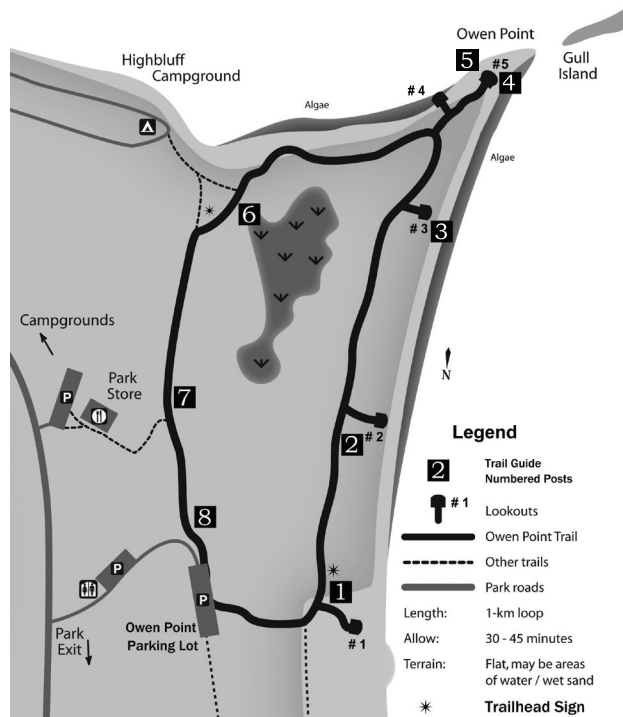 Owen Point
Gull
Island
Highbluff
Campground
5
#5
4
# 4
Algae
Algae
6
# 3
3
Campgrounds
P
Park
Store
7
N
2
# 2
8
P
P
1
# 1
Park
Exit
Owen Point
Parking Lot
Legend
2
Trail Guide
Numbered Posts
# 1
Lookouts
Owen Point Trail
Other trails
Park roads
Length:
1-km loop
Allow:
30 - 45 minutes
Terrain:
Flat, may be areas
of water / wet sand
Trailhead Sign